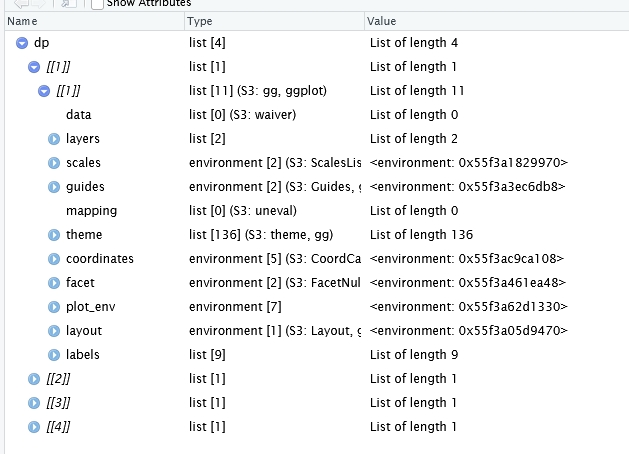 Show Attributes
Name Type Value
dp list [4] List of length 4
[[1]] list [1] List of length 1
[[1]] list [11] (S3: gg, ggplot) List of length 11
data list [0] (S3: waiver) List of length 0
layers list [2] List of length 2
scales environment [2] (S3: ScalesLis <environment: 0x55f3a1829970>
guides environment [2] (S3: Guides, g <environment: 0x55f3a3ec6db8>
mapping list [0] (S3: uneval) List of length 0
theme list [136] (S3: theme, gg) List of length 136
coordinates environment [5] (S3: CoordCa <environment: 0x55f3ac9ca108>
facet environment [2] (S3: FacetNul <environment: 0x55f3a461ea48>
plot_env environment [7] <environment: 0x55f3a62d1330>
layout environment [1] (S3: Layout, g <environment: 0x55f3a05d9470>
labels list [9] List of length 9
[[2]] list [1] List of length 1
[[3]] list [1] List of length 1
[[4]] list [1] List of length 1